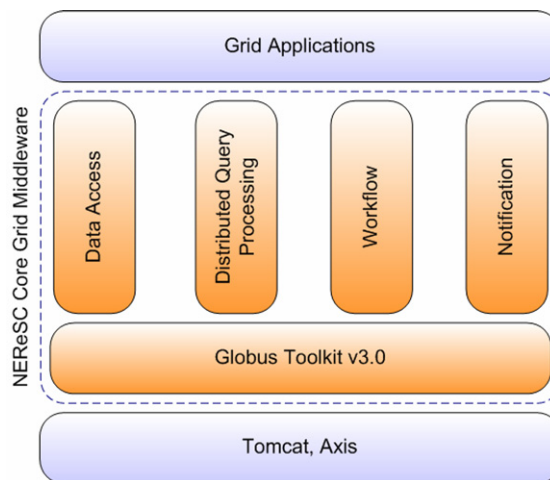 Grid Applications
NEReSC Core Grid Middleware
Data Access
Distributed Query
Processing
Workflow
Notification
Globus Toolkit v3.0
Tomcat, Axis